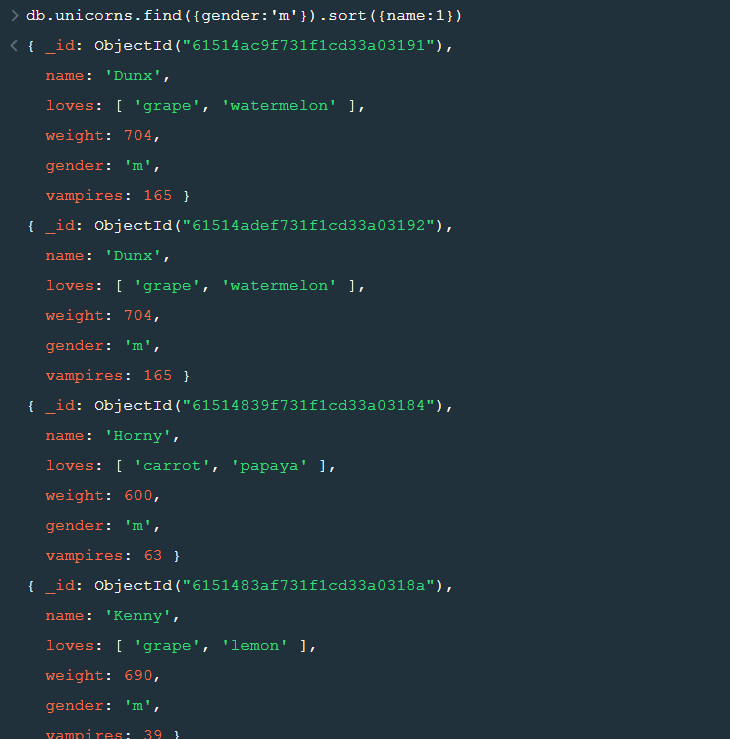 > db.unicorns.find({gender:'m'}).sort({name:1})
< { _id: ObjectId("61514ac9f731f1cd33a03191"),
name: 'Dunx',
loves: [ 'grape', 'watermelon' ],
weight: 704,
gender: 'm',
vampires: 165 }
{ _id: ObjectId("61514adef731f1cd33a03192"),
name: 'Dunx',
loves: [ 'grape', 'watermelon' ],
weight: 704,
gender: 'm',
vampires: 165 }
{ _id: ObjectId("61514839f731f1cd33a03184"),
name: 'Horny',
loves: [ 'carrot', 'papaya' ],
weight: 600,
gender: 'm',
vampires: 63 }
{ _id: ObjectId("6151483af731f1cd33a0318a"),
name: 'Kenny',
loves: [ 'grape', 'lemon' ],
weight: 690,
gender: 'm',
vampires: 39 }